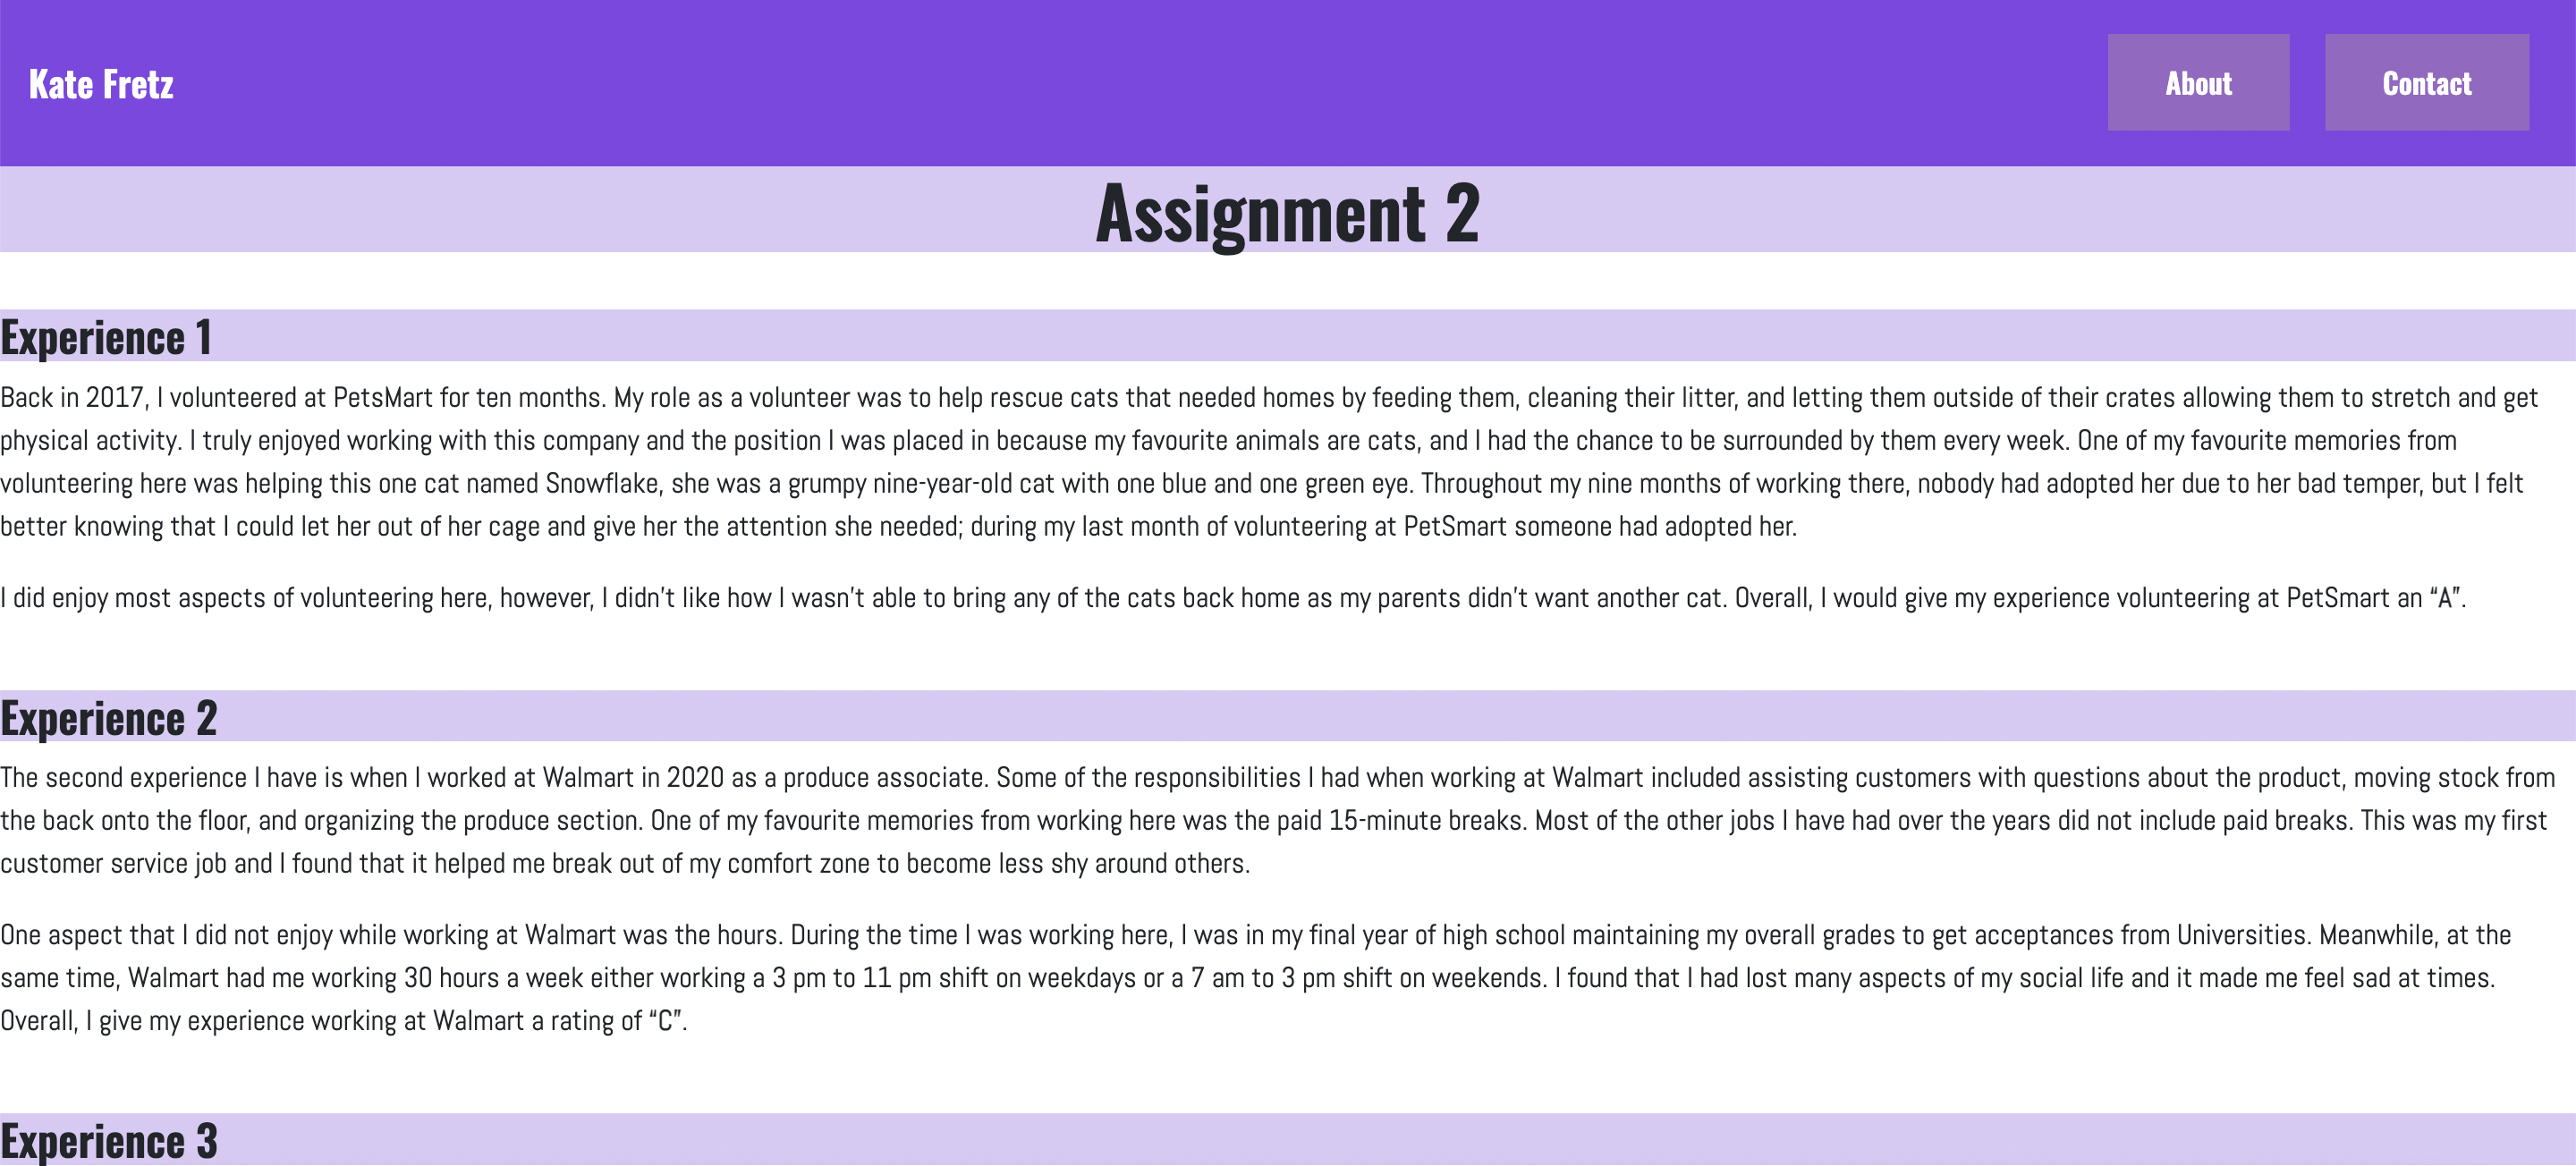 Kate Fretz
About
Contact
Assignment 2
Experience 1
Back in 2017, I volunteered at PetsMart for ten months. My role as a volunteer was to help rescue cats that needed homes by feeding them, cleaning their litter, and letting them outside of their crates allowing them to stretch and get
physical activity. I truly enjoyed working with this company and the position I was placed in because my favourite animals are cats, and I had the chance to be surrounded by them every week. One of my favourite memories from
volunteering here was helping this one cat named Snowflake, she was a grumpy nine-year-old cat with one blue and one green eye. Throughout my nine months of working there, nobody had adopted her due to her bad temper, but I felt
better knowing that I could let her out of her cage and give her the attention she needed; during my last month of volunteering at PetSmart someone had adopted her.
I did enjoy most aspects of volunteering here, however, I didn’t like how I wasn’t able to bring any of the cats back home as my parents didn’t want another cat. Overall, I would give my experience volunteering at PetSmart an “A”.
Experience 2
The second experience I have is when I worked at Walmart in 2020 as a produce associate. Some of the responsibilities I had when working at Walmart included assisting customers with questions about the product, moving stock from
the back onto the floor, and organizing the produce section. One of my favourite memories from working here was the paid 15-minute breaks. Most of the other jobs I have had over the years did not include paid breaks. This was my first
customer service job and I found that it helped me break out of my comfort zone to become less shy around others.
One aspect that I did not enjoy while working at Walmart was the hours. During the time I was working here, I was in my final year of high school maintaining my overall grades to get acceptances from Universities. Meanwhile, at the
same time, Walmart had me working 30 hours a week either working a 3 pm to 11 pm shift on weekdays or a 7 am to 3 pm shift on weekends. I found that I had lost many aspects of my social life and it made me feel sad at times.
Overall, I give my experience working at Walmart a rating of “C”.
Experience 3